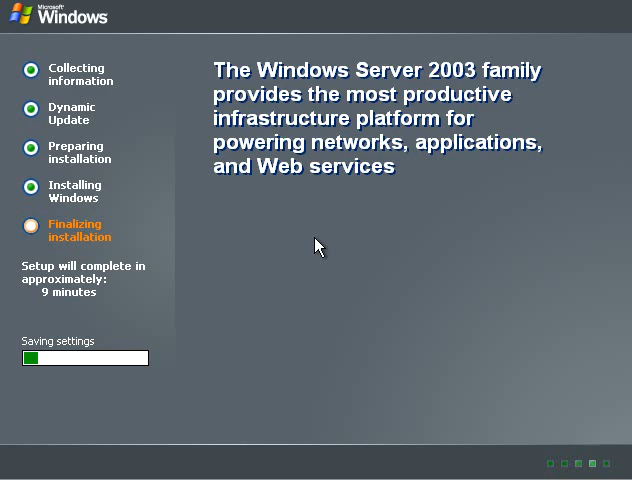 Microsoft
Windows
Collecting
information
Dynamic
Update
Preparing
installation
Installing
Windows
Finalizing
installation
Setup will complete in
approximately:
9 minutes
Saving settings
The Windows Server 2003 family
provides the most productive
infrastructure platform for
powering networks, applications,
and Web services